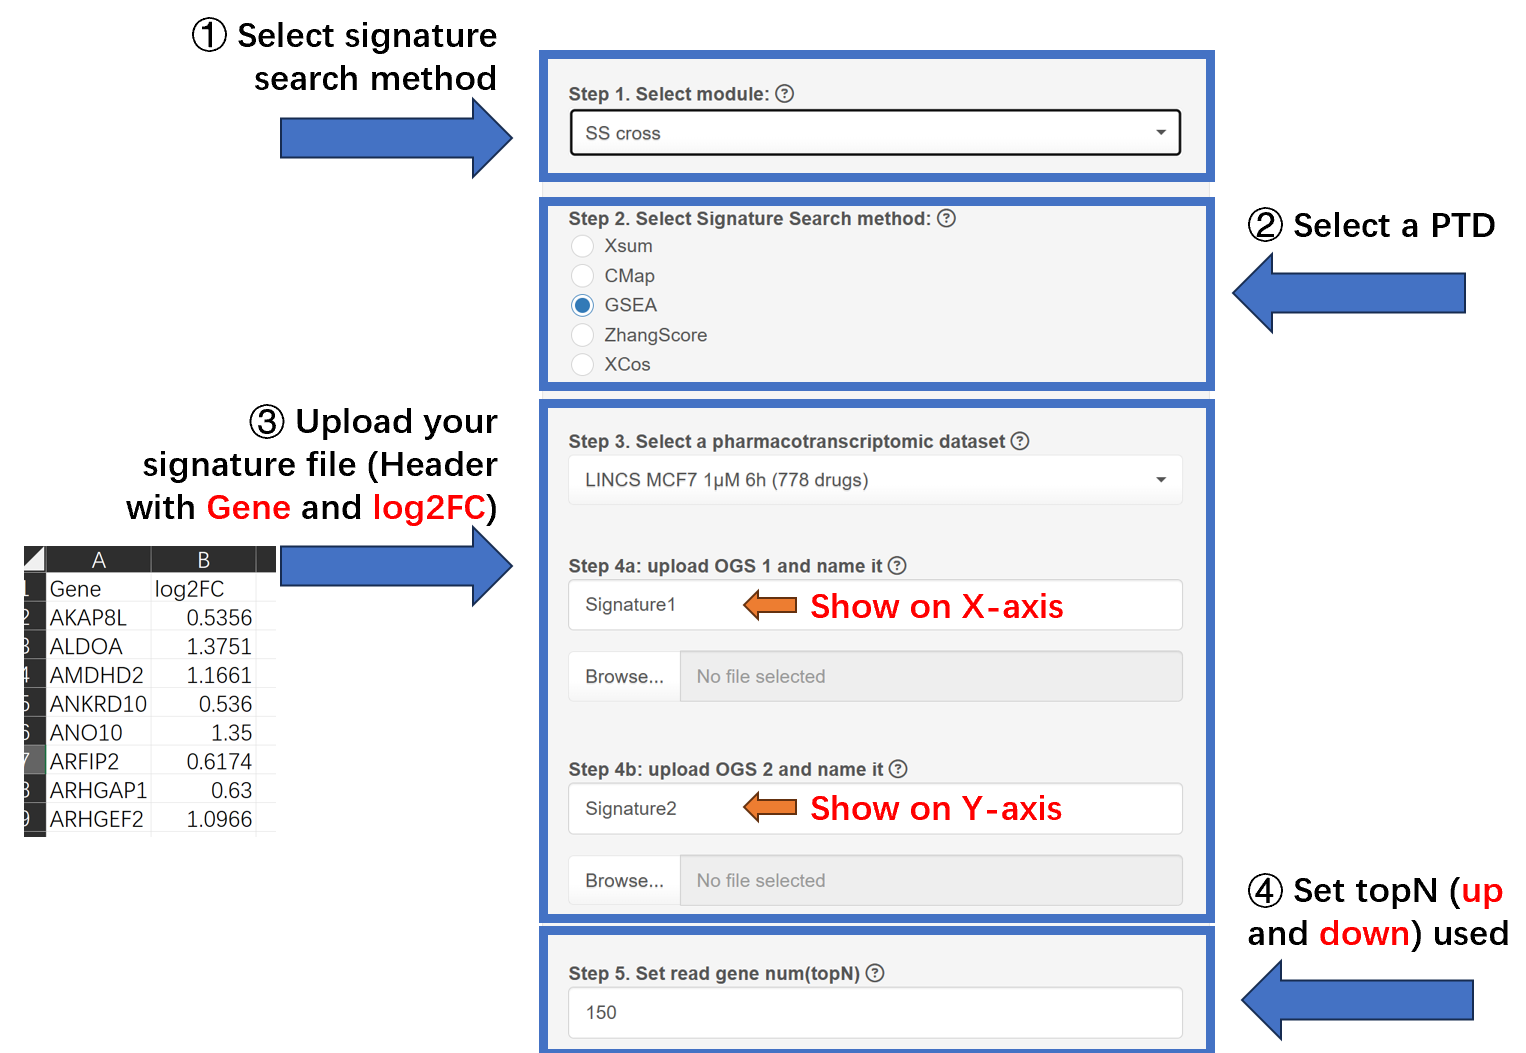 ① Select signature
search method
Step 1. Select module: ?
SS cross
Step 2. Select Signature Search method: ?
Xsum
CMap
GSEA
ZhangScore
XCos
② Select a PTD
③ Upload your
signature file (Header
with Gene and log2FC)
A B
1 Gene log2FC
2 AKAP8L 0.5356
3 ALDOA 1.3751
4 AMDHD2 1.1661
5 ANKRD10 0.536
6 ANO10 1.35
7 ARFIP2 0.6174
8 ARHGAP1 0.63
9 ARHGEF2 1.0966
Step 3. Select a pharmacotranscriptomic dataset ?
LINCS MCF7 1μM 6h (778 drugs)
Step 4a: upload OGS 1 and name it ?
Signature1
Show on X-axis
Browse... No file selected
Step 4b: upload OGS 2 and name it ?
Signature2
Show on Y-axis
Browse... No file selected
④ Set topN (up
and down) used
Step 5. Set read gene num(topN) ?
150